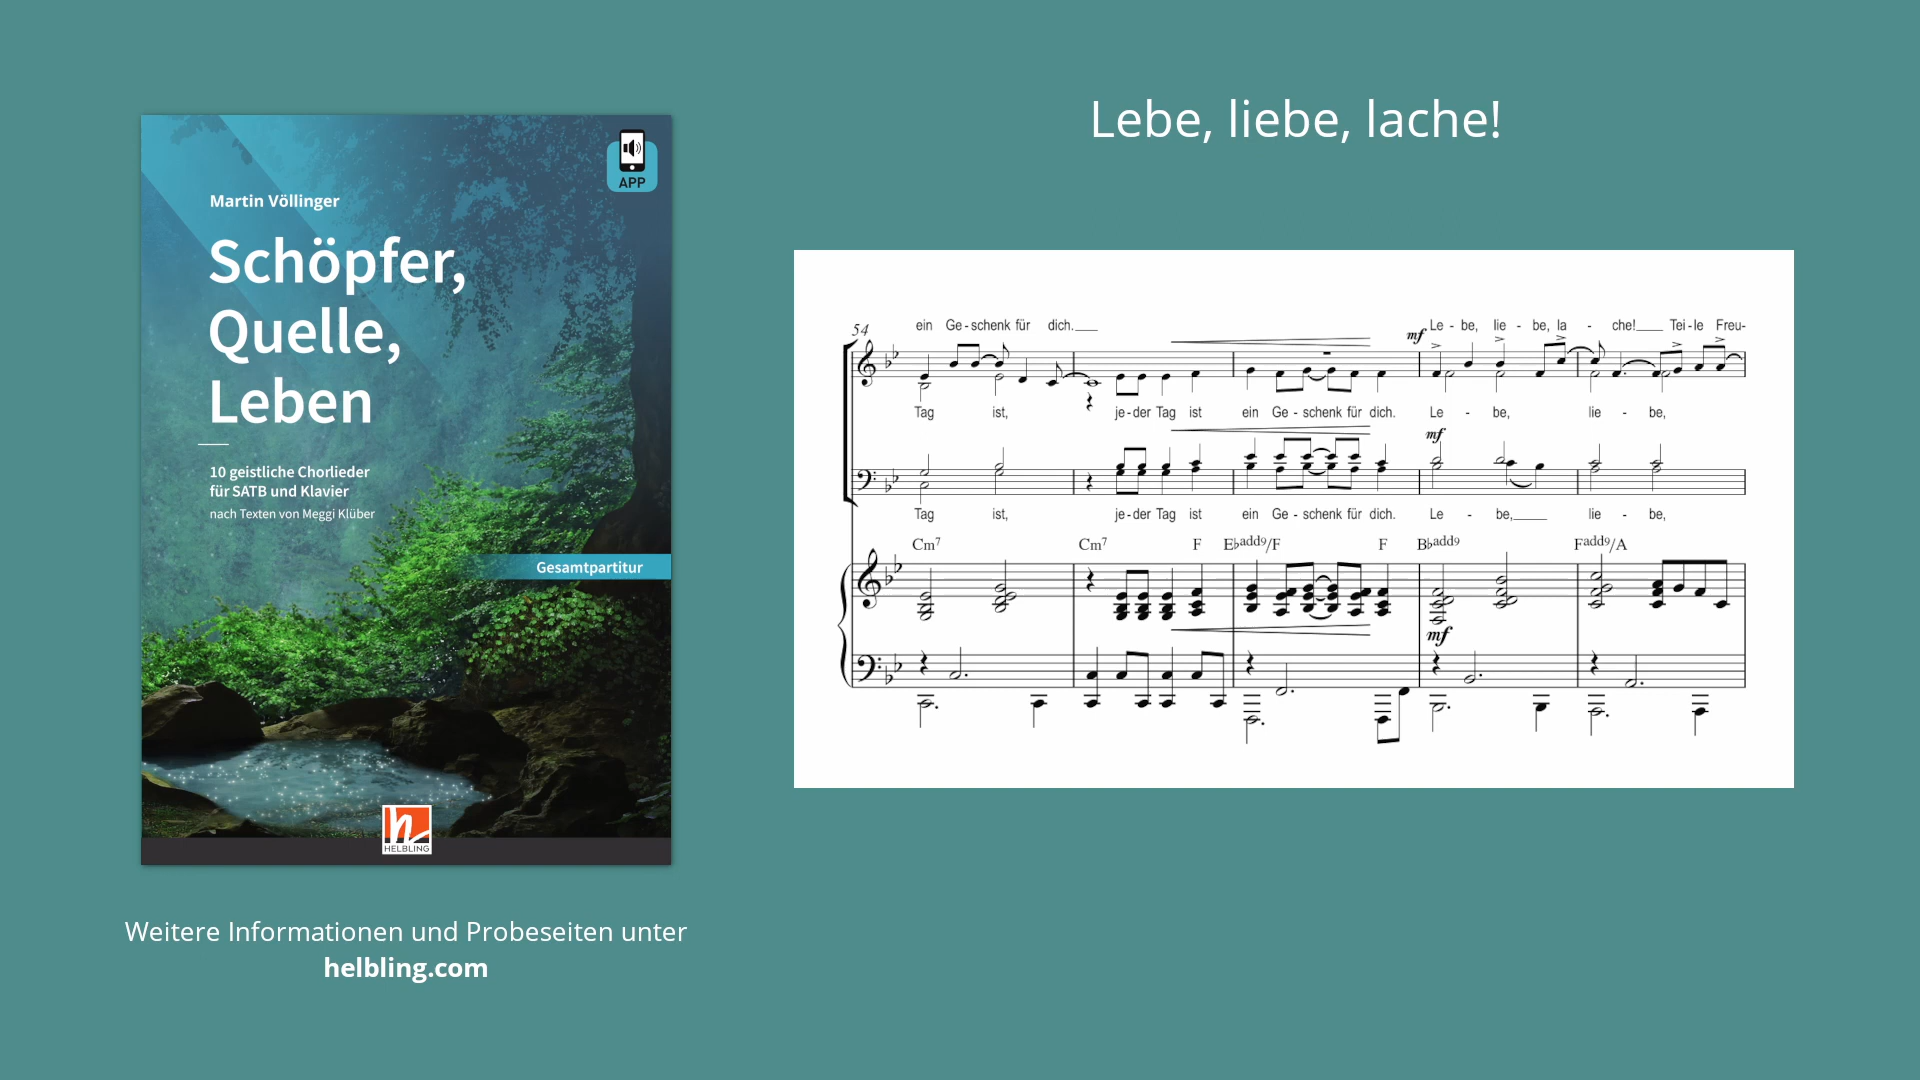 APP
Martin Völlinger
Schöpfer,
Quelle,
Leben
10 geistliche Chorlieder
für SATB und Klavier
nach Texten von Meggi Klüber
Gesamtpartitur
h
HELBLING
Weitere Informationen und Probeseiten unter
helbling.com
Lebe, liebe, lache!
ein Ge - schenk für dich.___ Le - be, lie - be, la - che!___ Tei - le Freu-
54
mf
Tag ist, je - der Tag ist ein Ge - schenk für dich. Le - be, lie - be,
mf
Tag ist, je - der Tag ist ein Ge - schenk für dich. Le - be,___ lie - be,
Cm7 Cm7 F E♭add9/F F B♭add9 Fadd9/A
mf